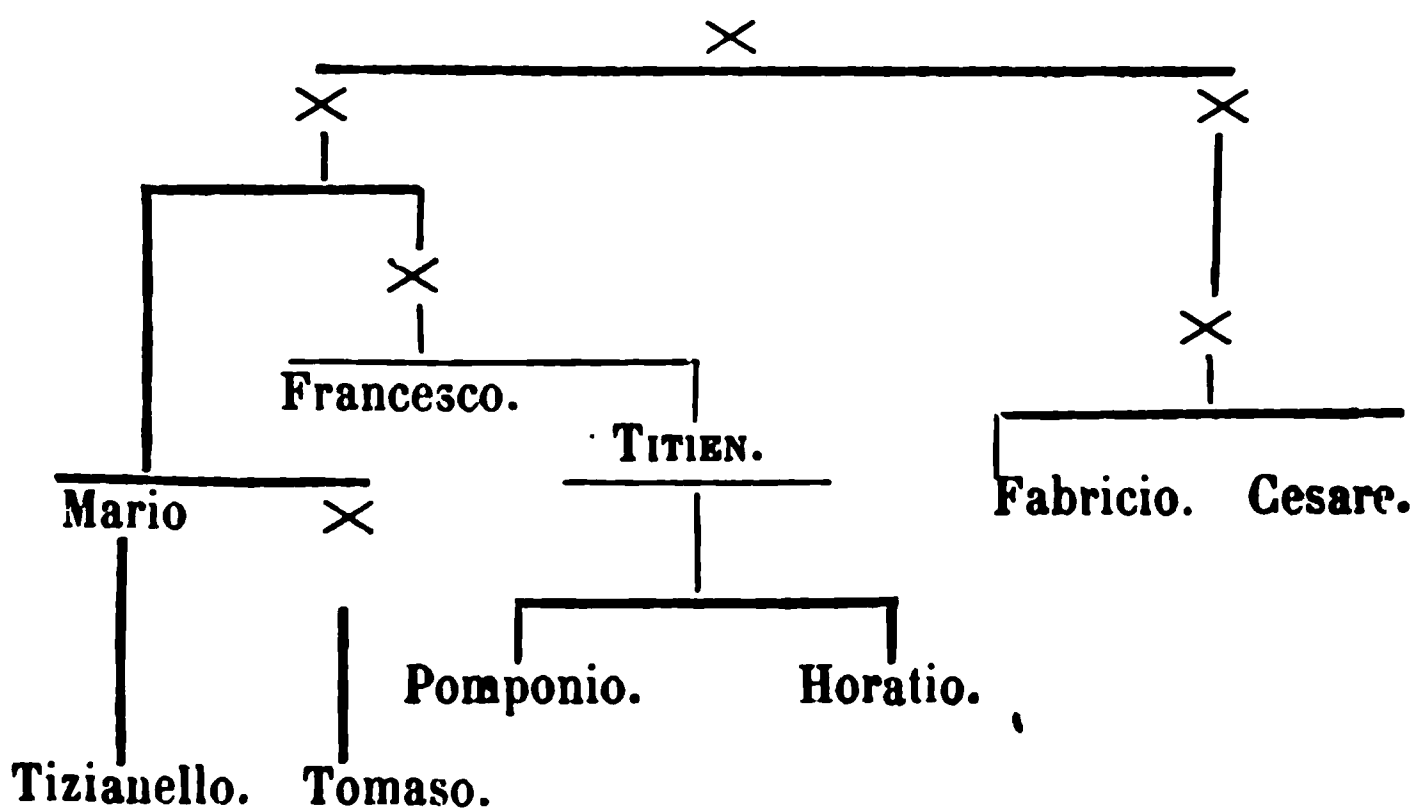 Francesco.
TITIEN.
Mario
Fabricio. Cesare.
Pomponio. Horatio.
Tizianello. Tomaso.